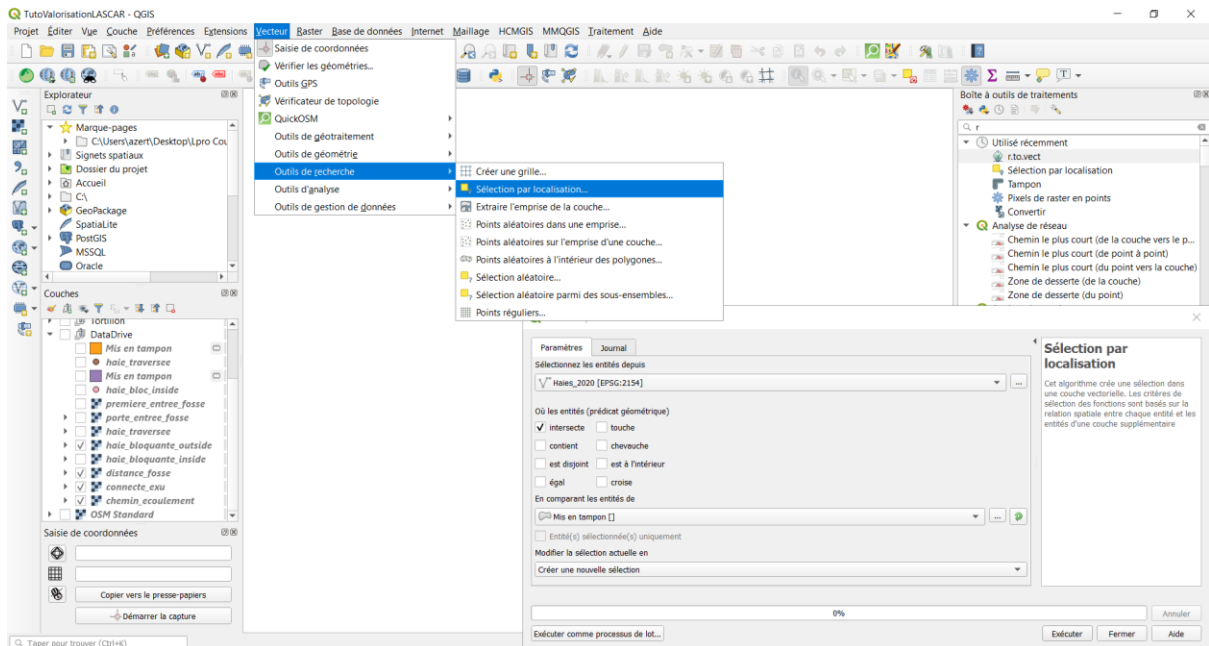 TutoValorisationLASCAR - QGIS
Projet Éditer Vue Couche Préférences Extensions Vecteur Raster Base de données Internet Maillage HCMGIS MMQGIS Traitement Aide
Saisie de coordonnées
Vérifier les géométries...
Outils GPS
Vérificateur de topologie
QuickOSM
Outils de géotraitement
Outils de géométrie
Outils de recherche
Outils d'analyse
Outils de gestion de données
Créer une grille...
Sélection par localisation...
Extraire l'emprise de la couche...
Points aléatoires dans une emprise...
Points aléatoires sur l'emprise d'une couche...
Points aléatoires à l'intérieur des polygones...
Sélection aléatoire...
Sélection aléatoire parmi des sous-ensembles...
Points réguliers...
Explorateur
Marque-pages
C:\Users\azert\Desktop\Lpro Cou
Signets spatiaux
Dossier du projet
Accueil
C:\
GeoPackage
SpatiaLite
PostGIS
MSSQL
Oracle
Couches
Tortillon
DataDrive
Mis en tampon
haie_traversee
Mis en tampon
haie_bloc_inside
premiere_entree_fosse
porte_entree_fosse
haie_traversee
haie_bloquante_outside
haie_bloquante_inside
distance_fosse
connecte_exu
chemin_ecoulement
OSM Standard
Saisie de coordonnées
Copier vers le presse-papiers
Démarrer la capture
Taper pour trouver (Ctrl+K)
Boîte à outils de traitements
r
Utilisé récemment
r.to.vect
Sélection par localisation
Tampon
Pixels de raster en points
Convertir
Analyse de réseau
Chemin le plus court (de la couche vers le p...
Chemin le plus court (de point à point)
Chemin le plus court (du point vers la couche)
Zone de desserte (de la couche)
Zone de desserte (du point)
Paramètres Journal
Sélectionnez les entités depuis
Haies_2020 [EPSG:2154]
...
Où les entités (prédicat géométrique)
intersecte touche
contient chevauche
est disjoint est à l'intérieur
égal croise
En comparant les entités de
Mis en tampon []
...
Entité(s) sélectionnée(s) uniquement
Modifier la sélection actuelle en
Créer une nouvelle sélection
0%
Annuler
Exécuter comme processus de lot...
Exécuter Fermer Aide
Sélection par
localisation
Cet algorithme crée une sélection dans
une couche vectorielle. Les critères de
sélection des fonctions sont basés sur la
relation spatiale entre chaque entité et les
entités d'une couche supplémentaire